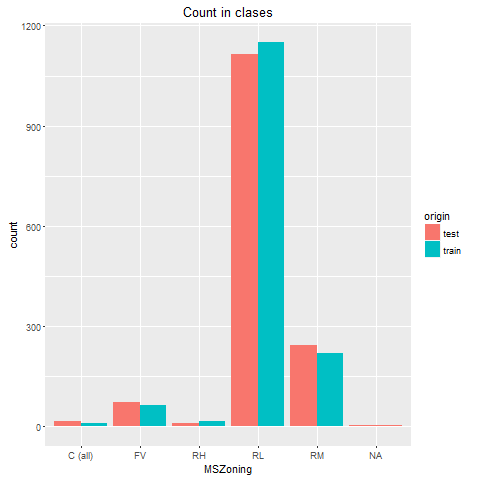 Count in clases
1200
900
600
300
0
count
C (all) FV RH RL RM NA
MSZoning
origin
test
train